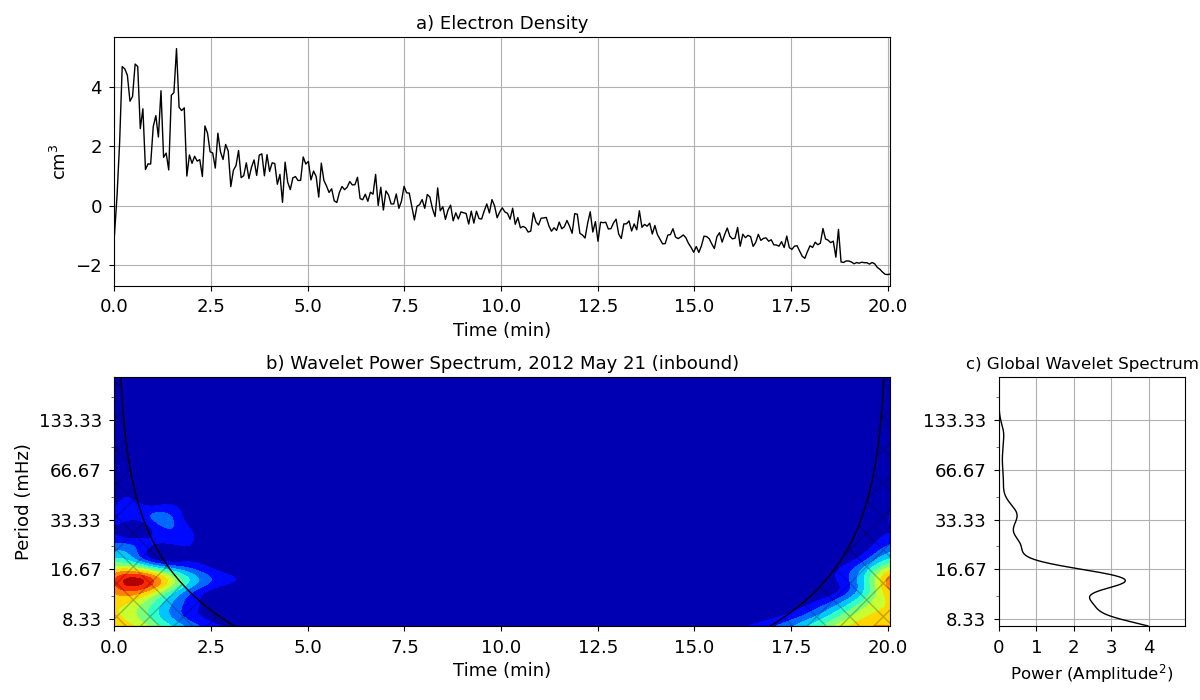 a) Electron Density
cm³
4
2
0
−2
0.0 2.5 5.0 7.5 10.0 12.5 15.0 17.5 20.0
Time (min)
b) Wavelet Power Spectrum, 2012 May 21 (inbound)
Period (mHz)
133.33
66.67
33.33
16.67
8.33
0.0 2.5 5.0 7.5 10.0 12.5 15.0 17.5 20.0
Time (min)
c) Global Wavelet Spectrum
133.33
66.67
33.33
16.67
8.33
0 1 2 3 4
Power (Amplitude²)